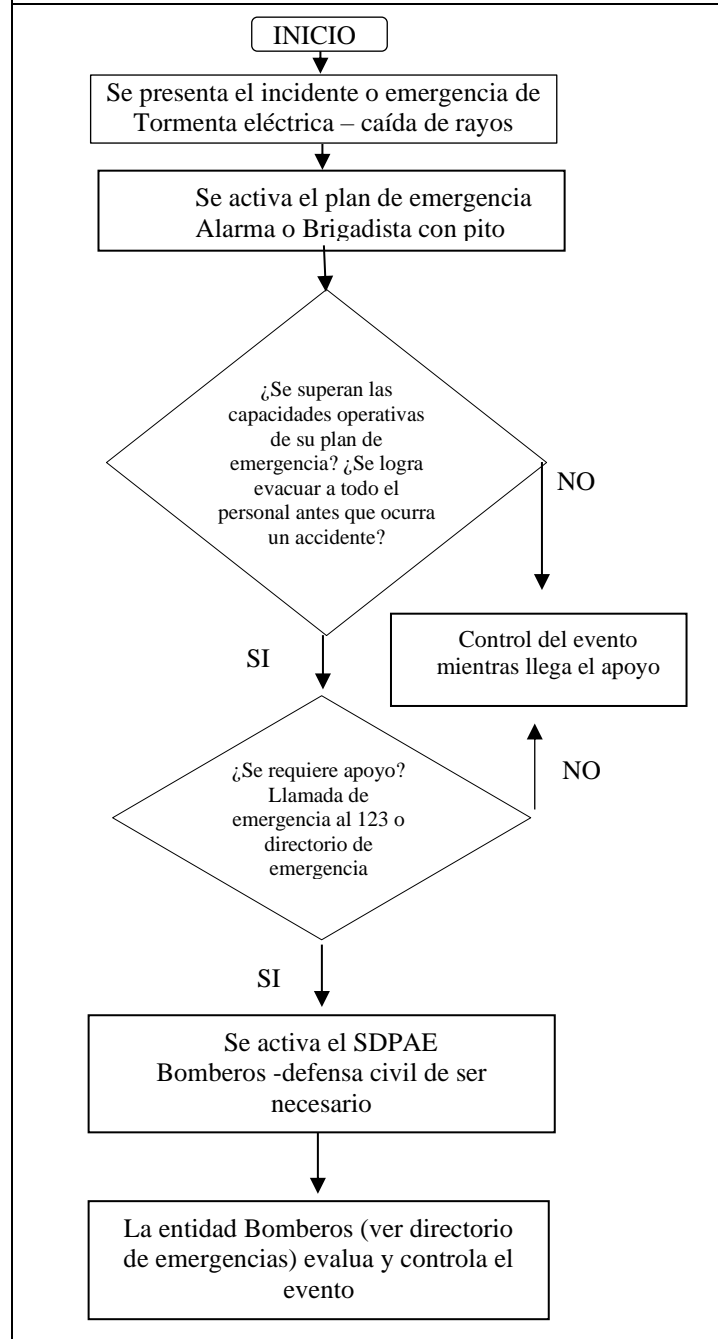 INICIO
Se presenta el incidente o emergencia de
Tormenta eléctrica – caída de rayos
Se activa el plan de emergencia
Alarma o Brigadista con pito
¿Se superan las
capacidades operativas
de su plan de
emergencia? ¿Se logra
evacuar a todo el
personal antes que ocurra
un accidente?
NO
Control del evento
mientras llega el apoyo
SI
¿Se requiere apoyo?
Llamada de
emergencia al 123 o
directorio de
emergencia
NO
SI
Se activa el SDPAE
Bomberos -defensa civil de ser
necesario
La entidad Bomberos (ver directorio
de emergencias) evalua y controla el
evento